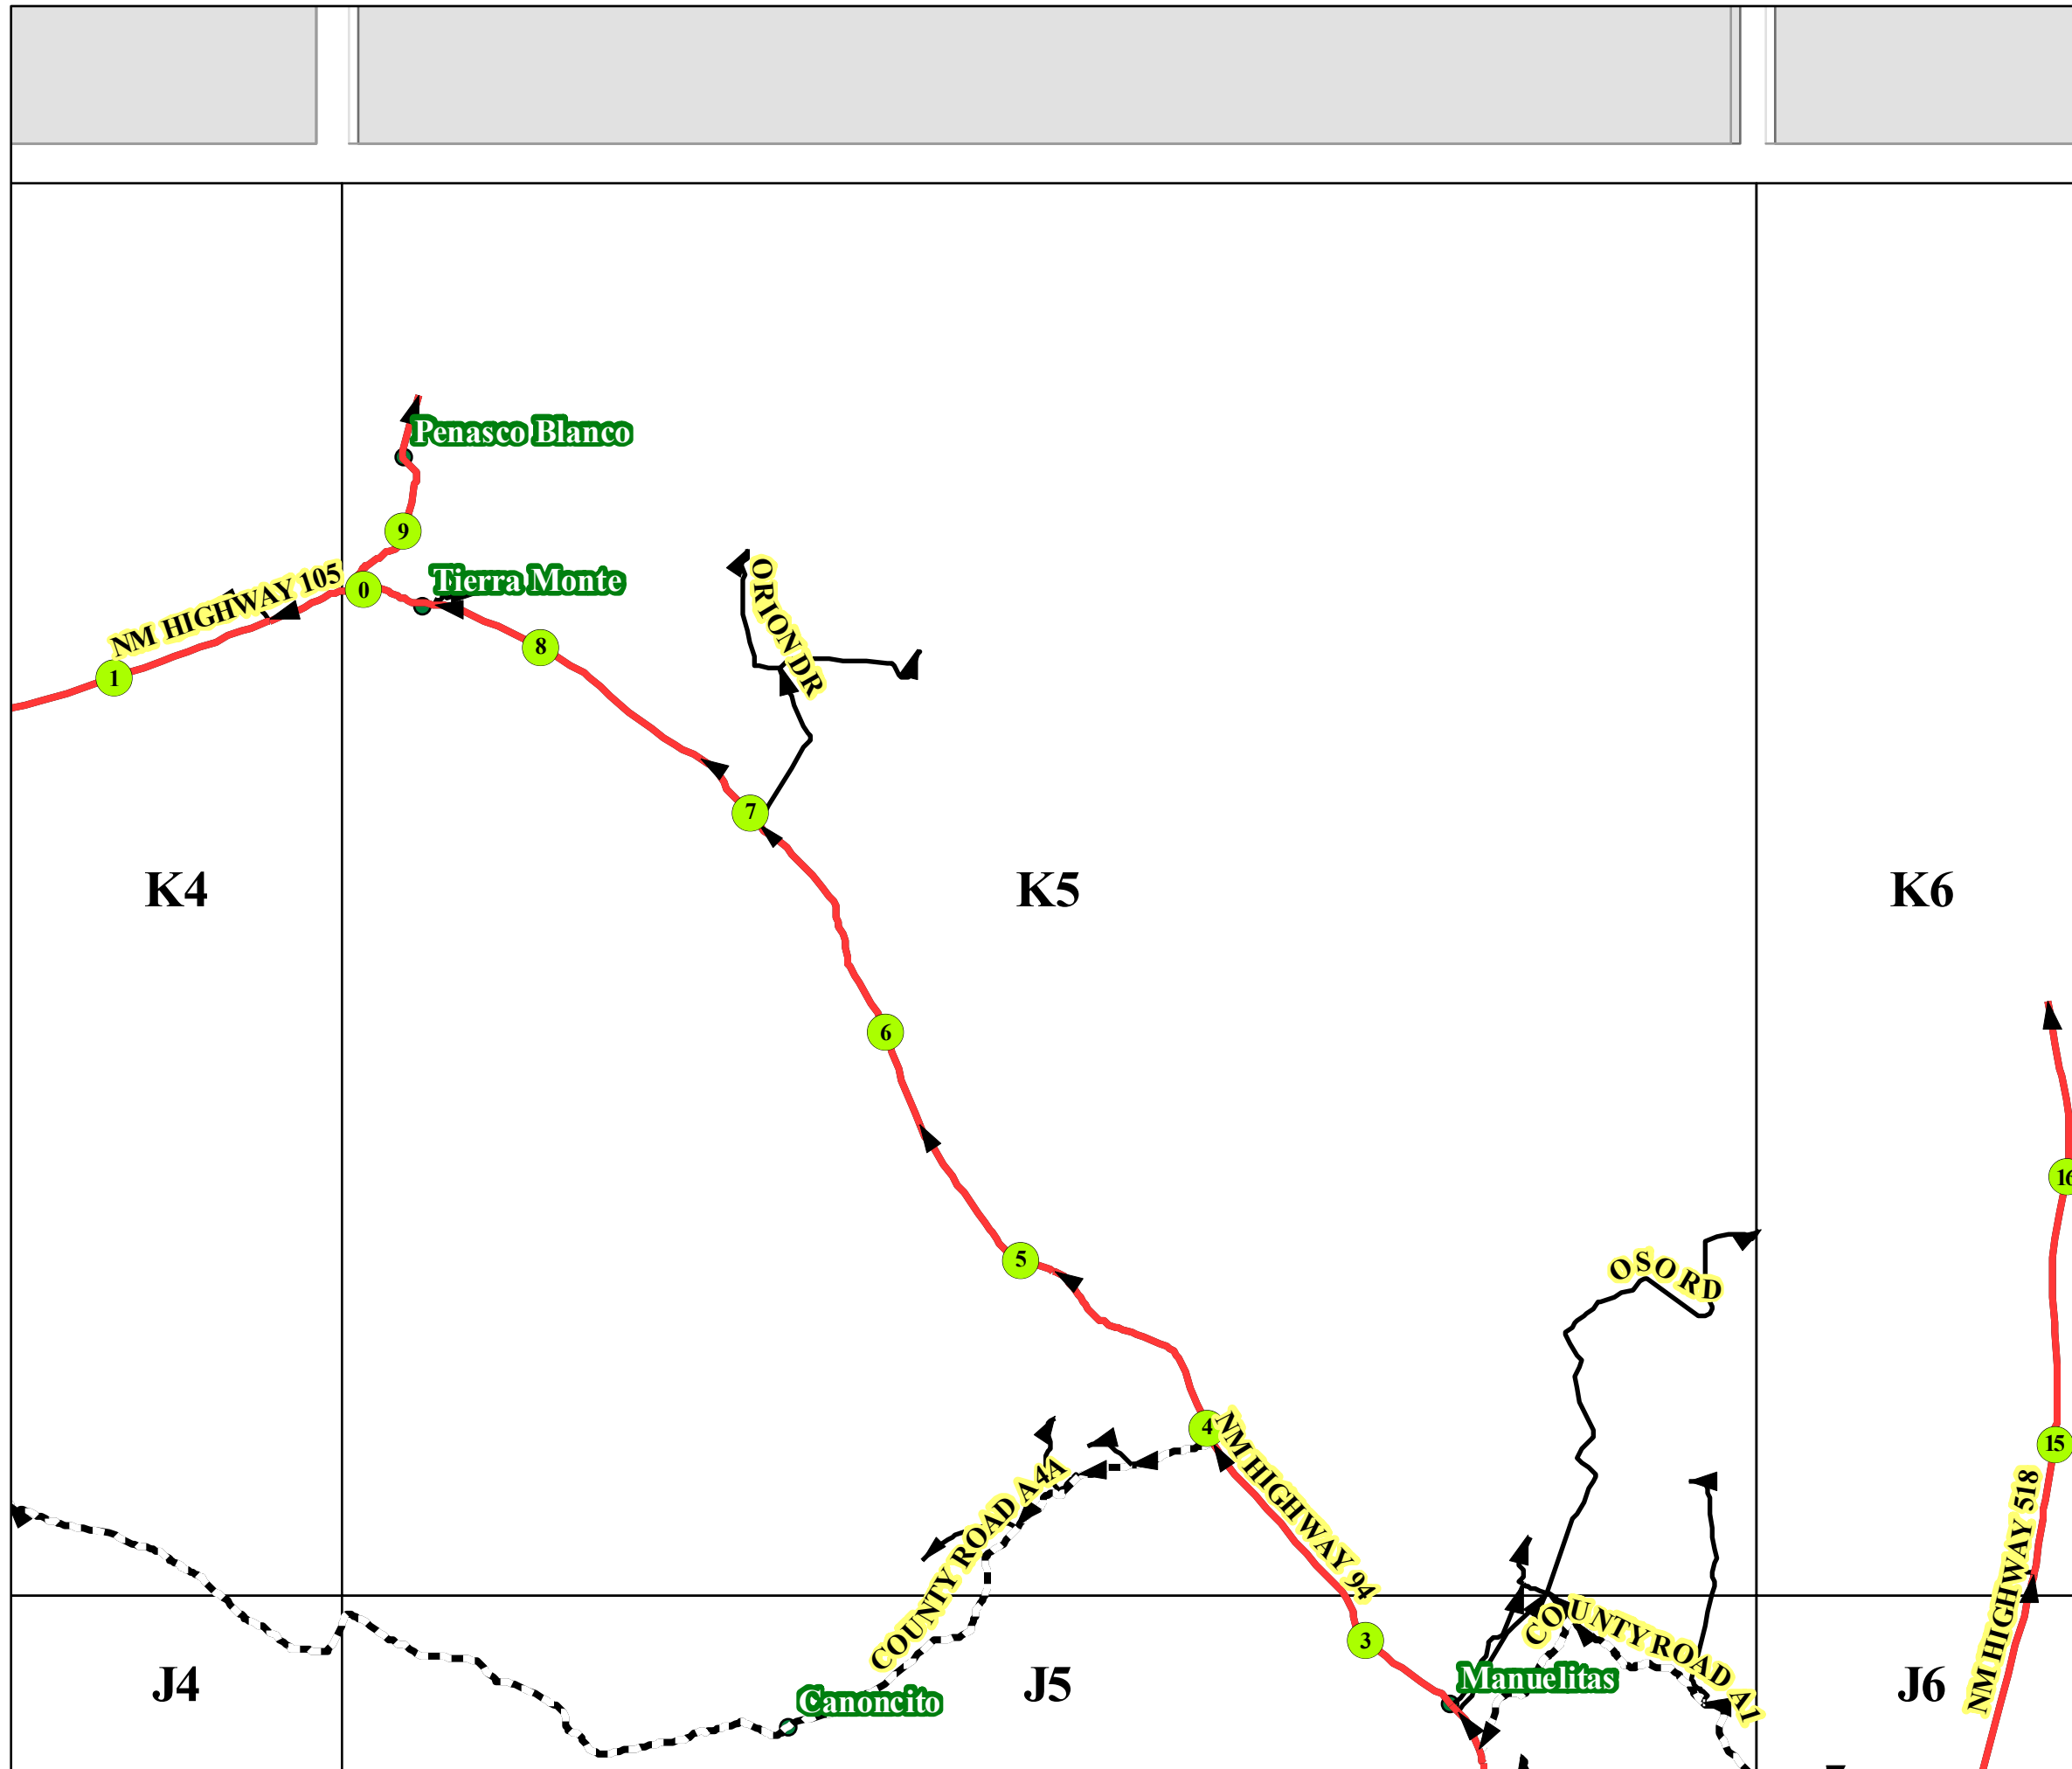 Penasco Blanco
9
NM HIGHWAY 105
0
Tierra Monte
1
8
ORION DR
7
K4
K5
K6
6
16
5
OSO RD
4
NM HIGHWAY 94
15
COUNTY ROAD A4A
NM HIGHWAY 518
3
COUNTY ROAD A1
J4
J5
Manuelitas
J6
Canoncito